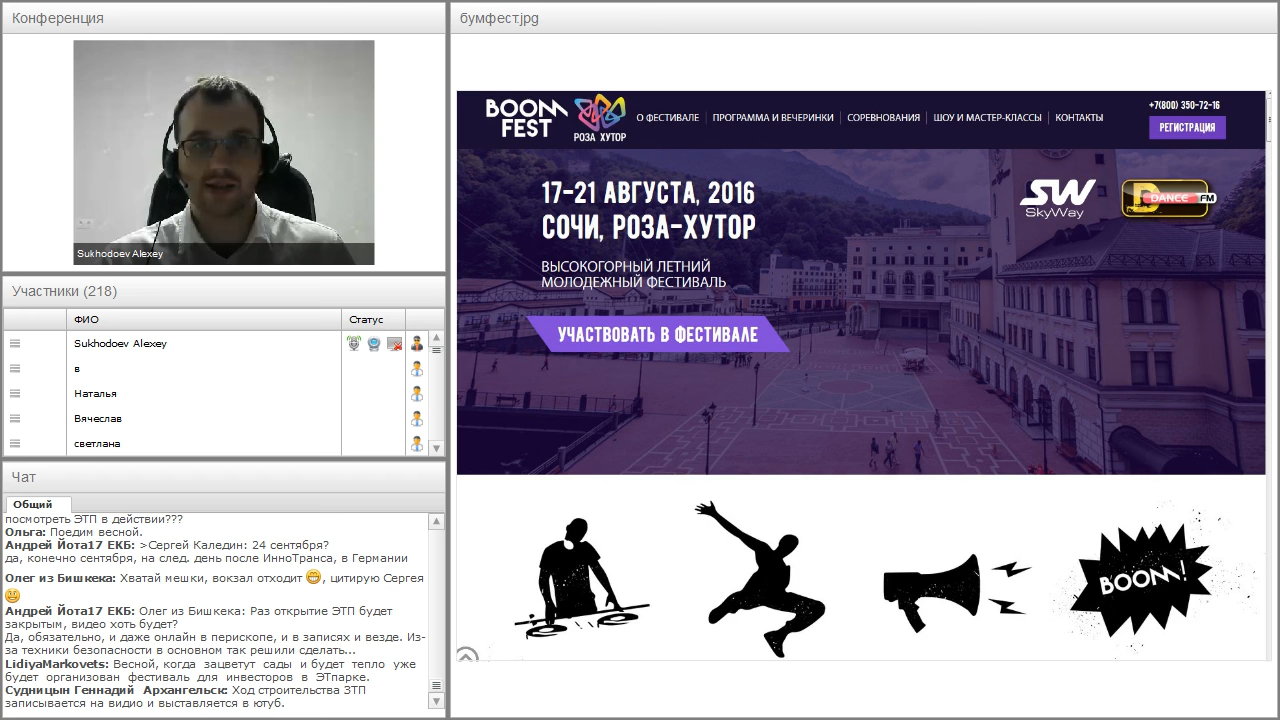 Конференция
Sukhodoev Alexey
Участники (218)
ФИО
Статус
Sukhodoev Alexey
в
Наталья
Вячеслав
светлана
Чат
Общий
посмотреть ЭТП в действии???
Ольга: Поедим весной.
Андрей Йота17 ЕКБ: >Сергей Каледин: 24 сентября?
да, конечно сентября, на след. день после ИнноТранса, в Германии
Олег из Бишкека: Хватай мешки, вокзал отходит , цитирую Сергея
Андрей Йота17 ЕКБ: Олег из Бишкека: Раз открытие ЭТП будет
закрытым, видео хоть будет?
Да, обязательно, и даже онлайн в перископе, и в записях и везде. Из-
за техники безопасности в основном так решили сделать...
LidiyaMarkovets: Весной, когда зацветут сады и будет тепло уже
будет организован фестиваль для инвесторов в ЭТпарке.
Судницын Геннадий Архангельск: Ход строительства ЗТП
записывается на видио и выставляется в ютуб.
бумфест.jpg
BOOM
FEST
РОЗА ХУТОР
О ФЕСТИВАЛЕ
ПРОГРАММА И ВЕЧЕРИНКИ
СОРЕВНОВАНИЯ
ШОУ И МАСТЕР-КЛАССЫ
КОНТАКТЫ
+7(800) 350-72-16
РЕГИСТРАЦИЯ
17-21 АВГУСТА, 2016
СОЧИ, РОЗА-ХУТОР
ВЫСОКОГОРНЫЙ ЛЕТНИЙ
МОЛОДЕЖНЫЙ ФЕСТИВАЛЬ
УЧАСТВОВАТЬ В ФЕСТИВАЛЕ
SW
SkyWay
D
DANCE FM
BOOM!